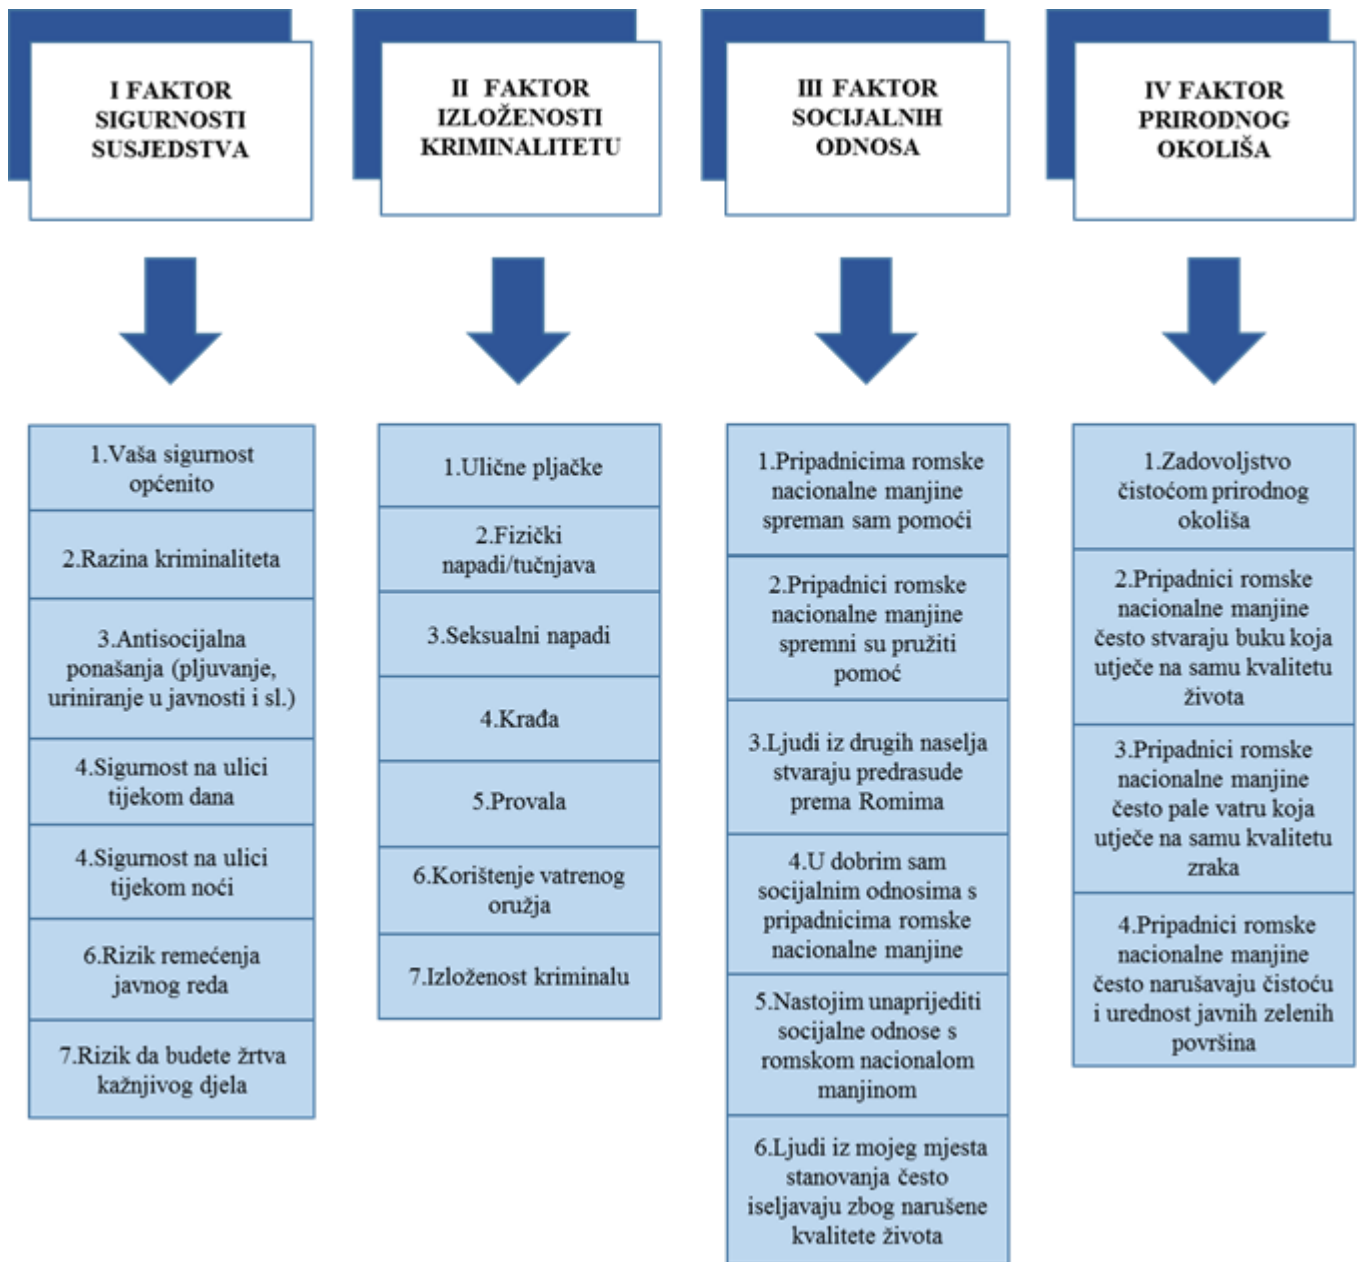 I FAKTOR
SIGURNOSTI
SUSJEDSTVA
1.Vaša sigurnost
općenito
2.Razina kriminaliteta
3.Antisocijalna
ponašanja (pljuvanje,
uriniranje u javnosti i sl.)
4.Sigurnost na ulici
tijekom dana
4.Sigurnost na ulici
tijekom noći
6.Rizik remećenja
javnog reda
7.Rizik da budete žrtva
kažnjivog djela
II FAKTOR
IZLOŽENOSTI
KRIMINALITETU
1.Ulične pljačke
2.Fizički
napadi/tučnjava
3.Seksualni napadi
4.Krađa
5.Provala
6.Korištenje vatrenog
oružja
7.Izloženost kriminalu
III FAKTOR
SOCIJALNIH
ODNOSA
1.Pripadnicima romske
nacionalne manjine
spreman sam pomoći
2.Pripadnici romske
nacionalne manjine
spremni su pružiti
pomoć
3.Ljudi iz drugih naselja
stvaraju predrasude
prema Romima
4.U dobrim sam
socijalnim odnosima s
pripadnicima romske
nacionalne manjine
5.Nastojim unaprijediti
socijalne odnose s
romskom nacionalom
manjinom
6.Ljudi iz mojeg mjesta
stanovanja često
iseljavaju zbog narušene
kvalitete života
IV FAKTOR
PRIRODNOG
OKOLIŠA
1.Zadovoljstvo
čistoćom prirodnog
okoliša
2.Pripadnici romske
nacionalne manjine
često stvaraju buku koja
utječe na samu kvalitetu
života
3.Pripadnici romske
nacionalne manjine
često pale vatru koja
utječe na samu kvalitetu
zraka
4.Pripadnici romske
nacionalne manjine
često narušavaju čistoću
i urednost javnih zelenih
površina